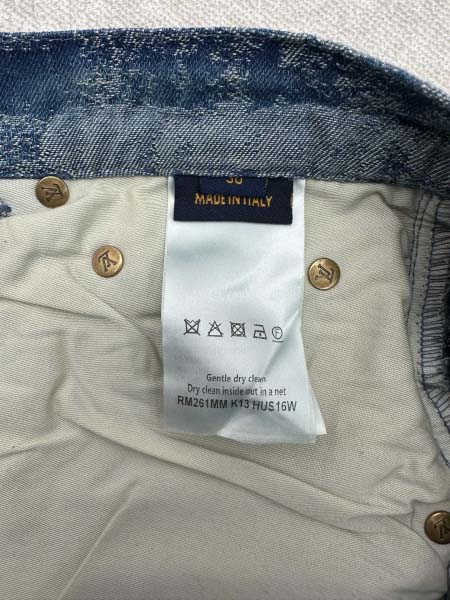 30
MADE IN ITALY
Gentle dry clean
Dry clean inside out in a net
RM261MM K13 HUS16W